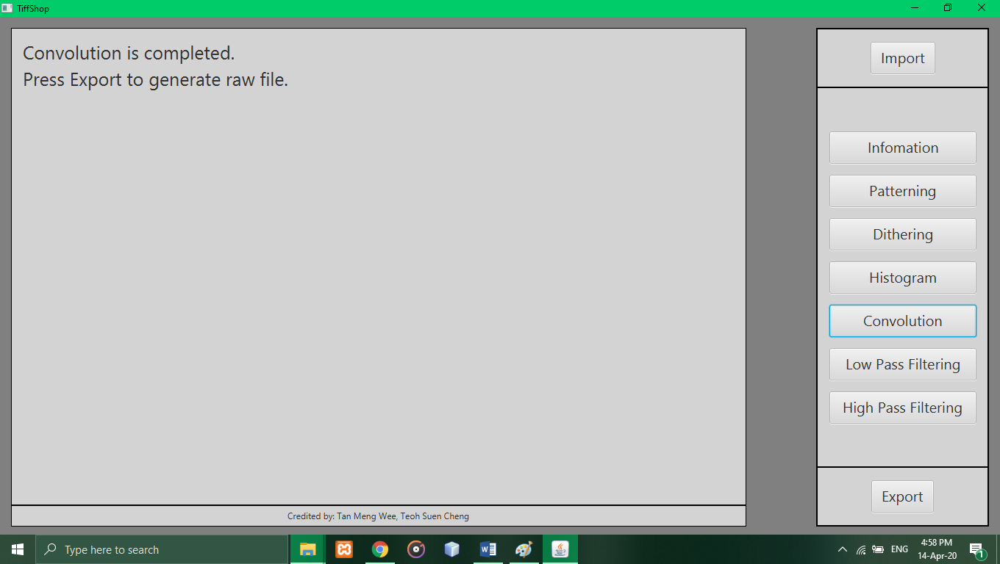 TiffShop
Convolution is completed.
Press Export to generate raw file.
Import
Infomation
Patterning
Dithering
Histogram
Convolution
Low Pass Filtering
High Pass Filtering
Export
Credited by: Tan Meng Wee, Teoh Suen Cheng
Type here to search
W
ENG
4:58 PM
14-Apr-20
1